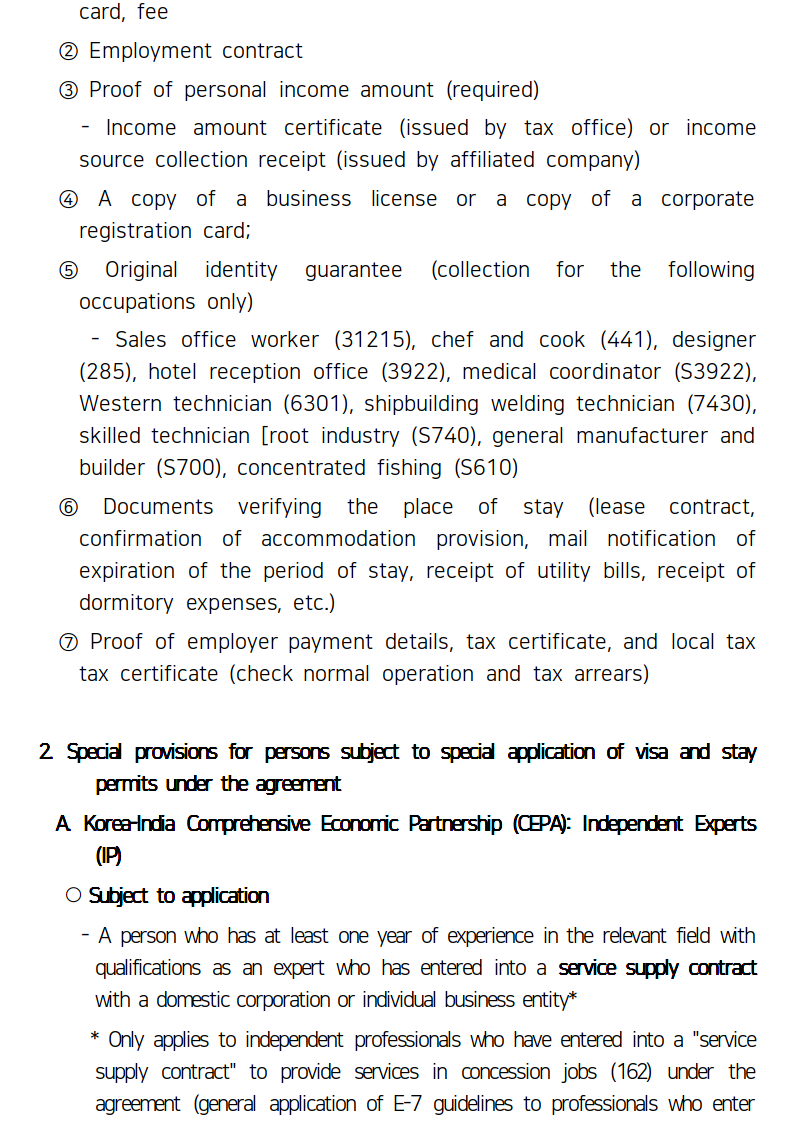 card, fee
② Employment contract
③ Proof of personal income amount (required)
- Income amount certificate (issued by tax office) or income
source collection receipt (issued by affiliated company)
④ A copy of a business license or a copy of a corporate
registration card;
⑤ Original identity guarantee (collection for the following
occupations only)
- Sales office worker (31215), chef and cook (441), designer
(285), hotel reception office (3922), medical coordinator (S3922),
Western technician (6301), shipbuilding welding technician (7430),
skilled technician [root industry (S740), general manufacturer and
builder (S700), concentrated fishing (S610)
⑥ Documents verifying the place of stay (lease contract,
confirmation of accommodation provision, mail notification of
expiration of the period of stay, receipt of utility bills, receipt of
dormitory expenses, etc.)
⑦ Proof of employer payment details, tax certificate, and local tax
tax certificate (check normal operation and tax arrears)
2. Special provisions for persons subject to special application of visa and stay
permits under the agreement
A. Korea-India Comprehensive Economic Partnership (CEPA): Independent Experts
(IP)
○ Subject to application
- A person who has at least one year of experience in the relevant field with
qualifications as an expert who has entered into a service supply contract
with a domestic corporation or individual business entity*
* Only applies to independent professionals who have entered into a "service
supply contract" to provide services in concession jobs (162) under the
agreement (general application of E-7 guidelines to professionals who enter